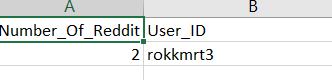 A B
Number_Of_Reddit User_ID
2 rokkmrt3